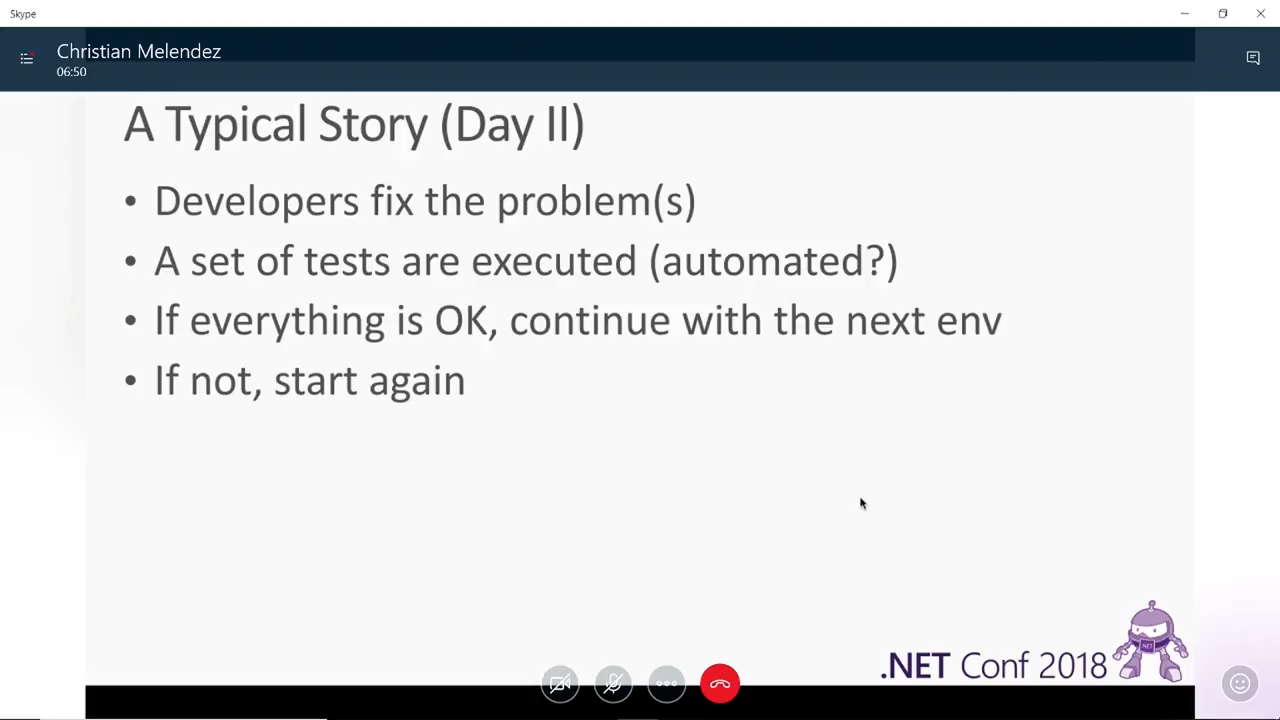 Skype
Christian Melendez
06:50
A Typical Story (Day II)
• Developers fix the problem(s)
• A set of tests are executed (automated?)
• If everything is OK, continue with the next env
• If not, start again
.NET Conf 2018
.NET